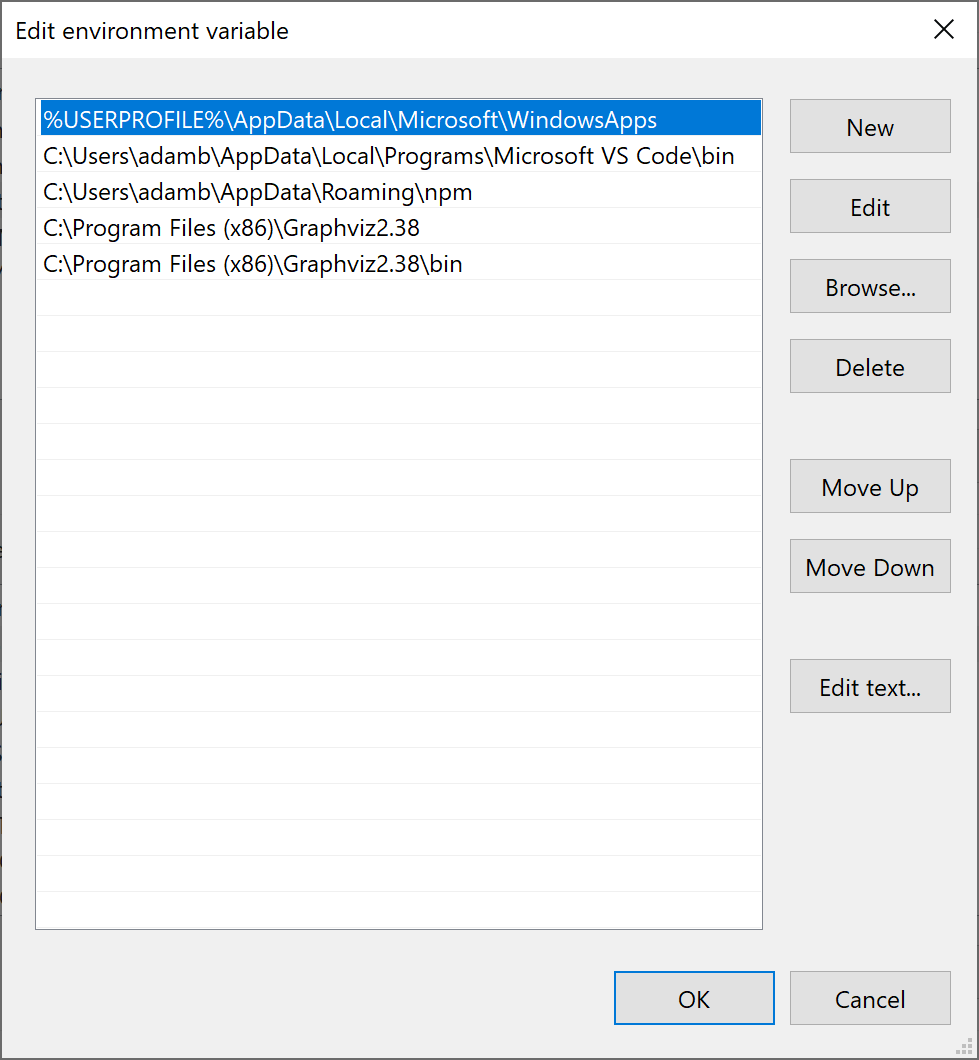 Edit environment variable
%USERPROFILE%\AppData\Local\Microsoft\WindowsApps
C:\Users\adamb\AppData\Local\Programs\Microsoft VS Code\bin
C:\Users\adamb\AppData\Roaming\npm
C:\Program Files (x86)\Graphviz2.38
C:\Program Files (x86)\Graphviz2.38\bin
New
Edit
Browse...
Delete
Move Up
Move Down
Edit text...
OK
Cancel